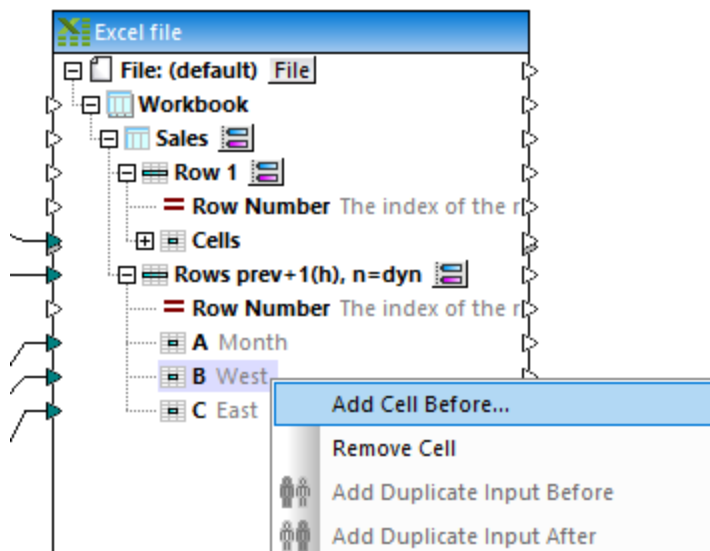 Excel file
File: (default) File
Workbook
Sales
Row 1
Row Number The index of the r
Cells
Rows prev+1(h), n=dyn
Row Number The index of the r
A Month
B West
C East
Add Cell Before...
Remove Cell
Add Duplicate Input Before
Add Duplicate Input After